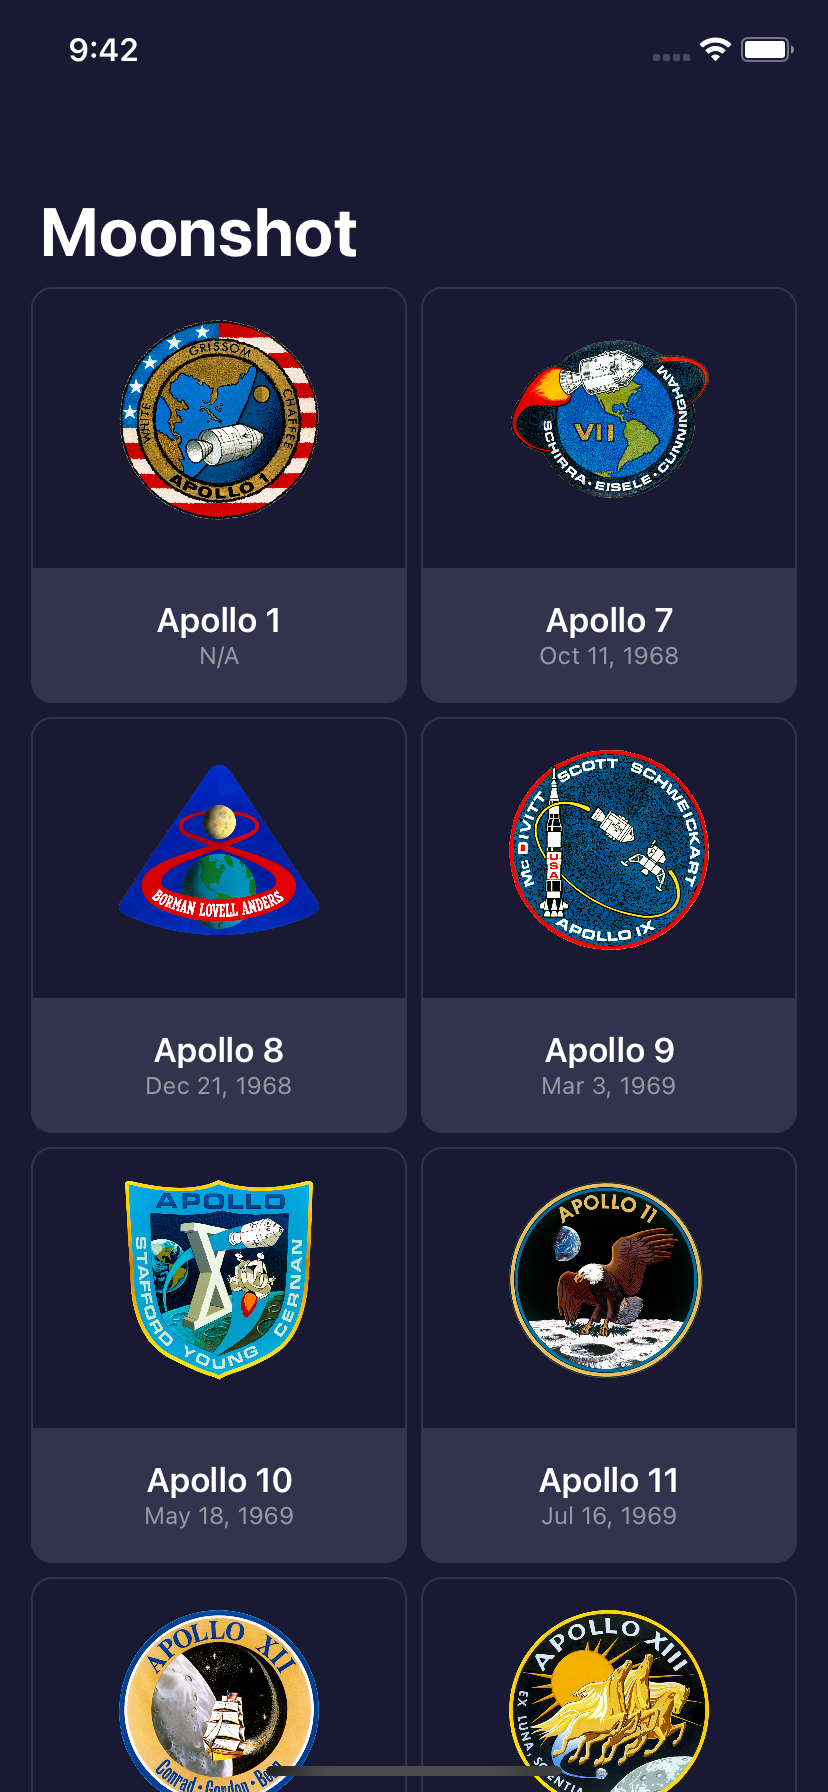 9:42
Moonshot
GRISSOM
WHITE
CHAFFEE
APOLLO 1
VII
SCHIRRA • EISELE • CUNNINGHAM
Apollo 1
N/A
Apollo 7
Oct 11, 1968
BORMAN LOVELL ANDERS
McDIVITT SCOTT SCHWEICKART
USA
APOLLO IX
Apollo 8
Dec 21, 1968
Apollo 9
Mar 3, 1969
APOLLO
X
STAFFORD YOUNG CERNAN
APOLLO 11
Apollo 10
May 18, 1969
Apollo 11
Jul 16, 1969
APOLLO XII
Conrad • Gordon •
APOLLO XIII
EX LUNA,